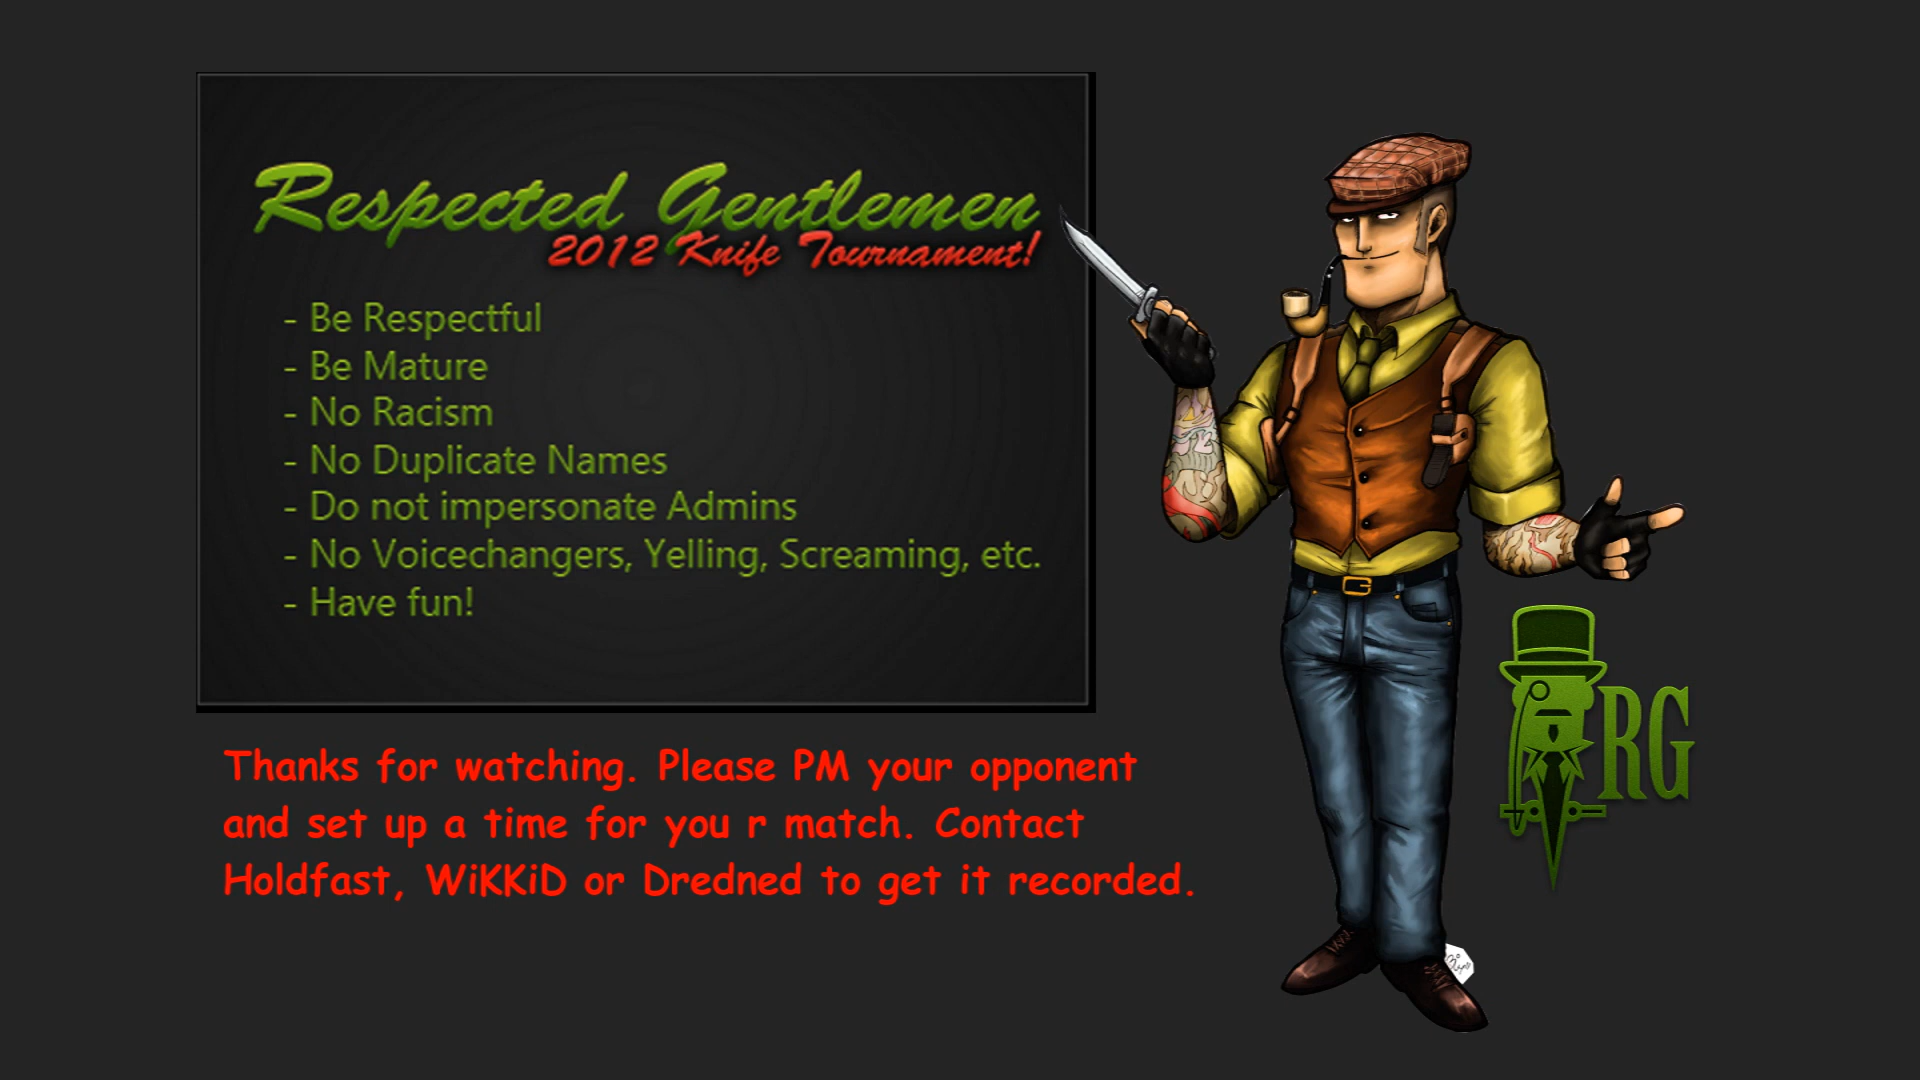 Respected Gentlemen
2012 Knife Tournament!
- Be Respectful
- Be Mature
- No Racism
- No Duplicate Names
- Do not impersonate Admins
- No Voicechangers, Yelling, Screaming, etc.
- Have fun!
RG
Thanks for watching. Please PM your opponent
and set up a time for you r match. Contact
Holdfast, WiKKiD or Dredned to get it recorded.